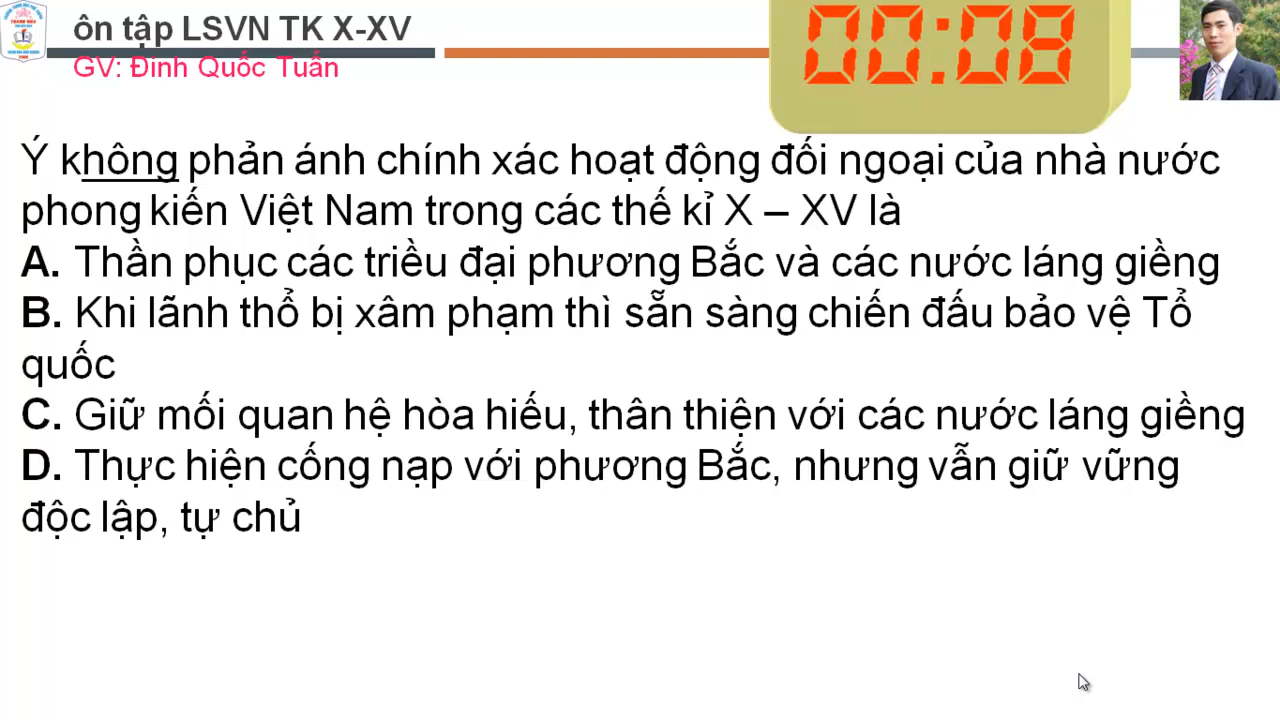 ôn tập LSVN TK X-XV
GV: Đinh Quốc Tuấn
00:08
Ý không phản ánh chính xác hoạt động đối ngoại của nhà nước
phong kiến Việt Nam trong các thế kỉ X – XV là
A. Thần phục các triều đại phương Bắc và các nước láng giềng
B. Khi lãnh thổ bị xâm phạm thì sẵn sàng chiến đấu bảo vệ Tổ
quốc
C. Giữ mối quan hệ hòa hiếu, thân thiện với các nước láng giềng
D. Thực hiện cống nạp với phương Bắc, nhưng vẫn giữ vững
độc lập, tự chủ